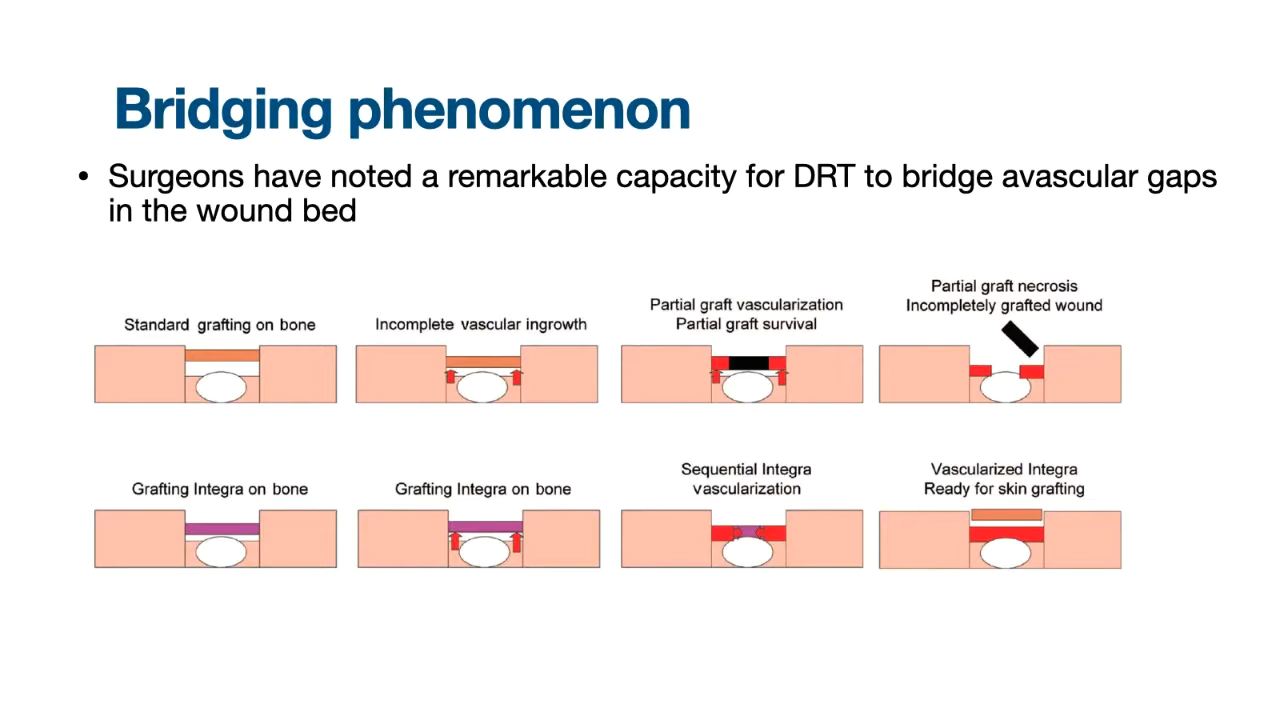 Bridging phenomenon
• Surgeons have noted a remarkable capacity for DRT to bridge avascular gaps
in the wound bed
Standard grafting on bone
Incomplete vascular ingrowth
Partial graft vascularization
Partial graft survival
Partial graft necrosis
Incompletely grafted wound
Grafting Integra on bone
Grafting Integra on bone
Sequential Integra
vascularization
Vascularized Integra
Ready for skin grafting